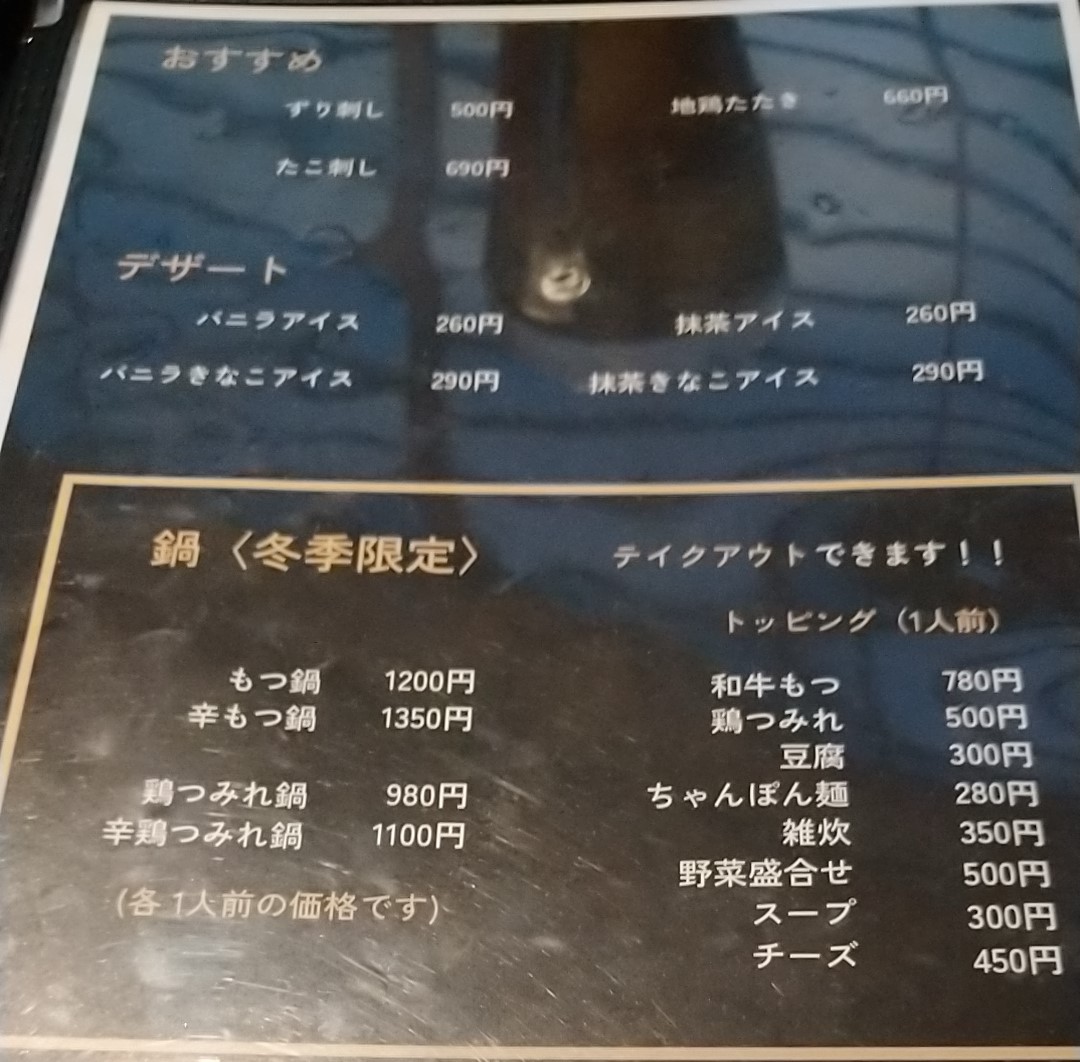 おすすめ
ずり刺し 500円 地鶏たたき 660円
たこ刺し 690円
デザート
バニラアイス 260円 抹茶アイス 260円
バニラきなこアイス 290円 抹茶きなこアイス 290円
鍋〈冬季限定〉 テイクアウトできます！！
トッピング（1人前）
もつ鍋 1200円 和牛もつ 780円
辛もつ鍋 1350円 鶏つみれ 500円
豆腐 300円
鶏つみれ鍋 980円 ちゃんぽん麺 280円
辛鶏つみれ鍋 1100円 雑炊 350円
野菜盛合せ 500円
(各1人前の価格です) スープ 300円
チーズ 450円